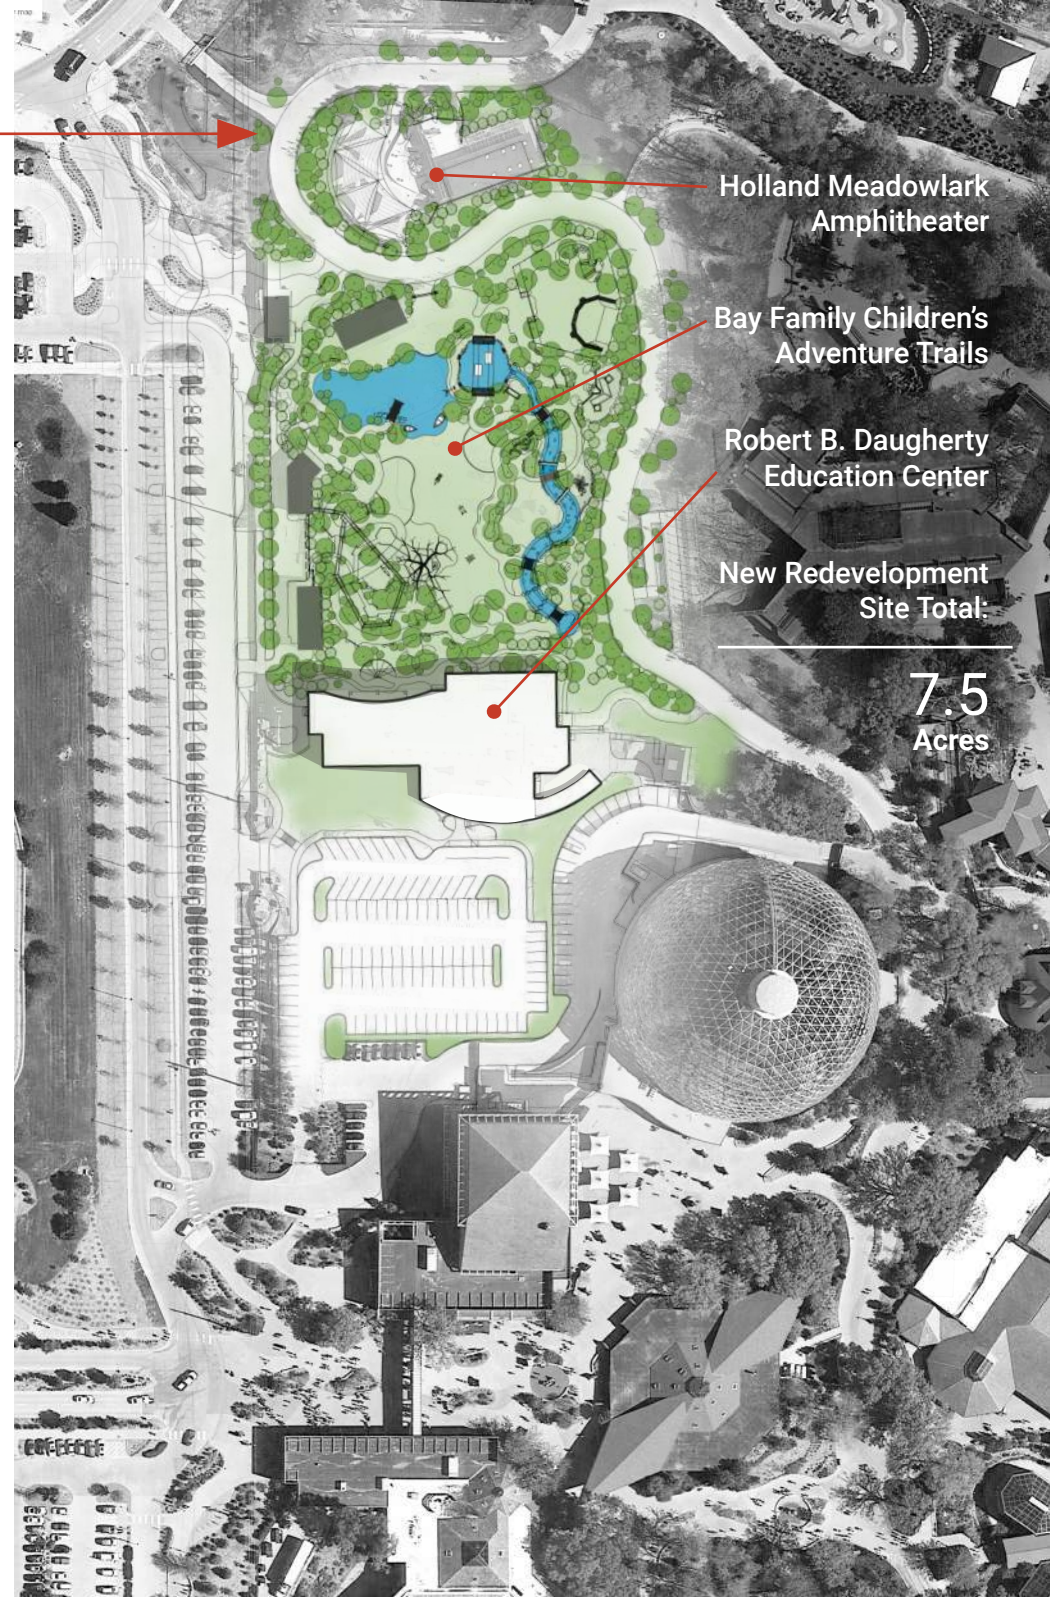 map
Holland Meadowlark
Amphitheater
Bay Family Children's
Adventure Trails
Robert B. Daugherty
Education Center
New Redevelopment
Site Total:
7.5
Acres